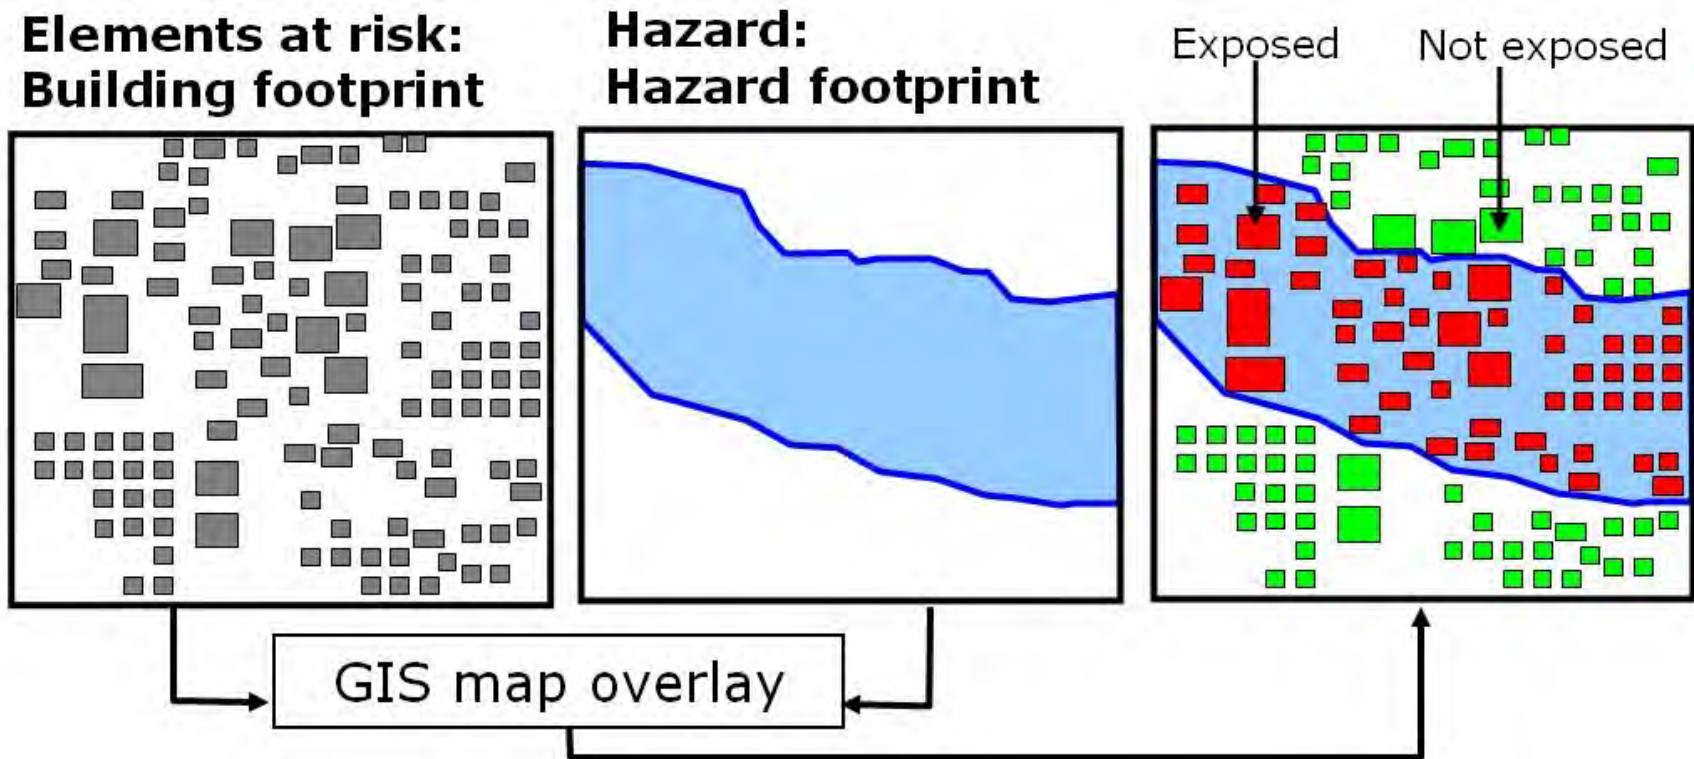 Elements at risk:
Building footprint
Hazard:
Hazard footprint
Exposed
Not exposed
GIS map overlay